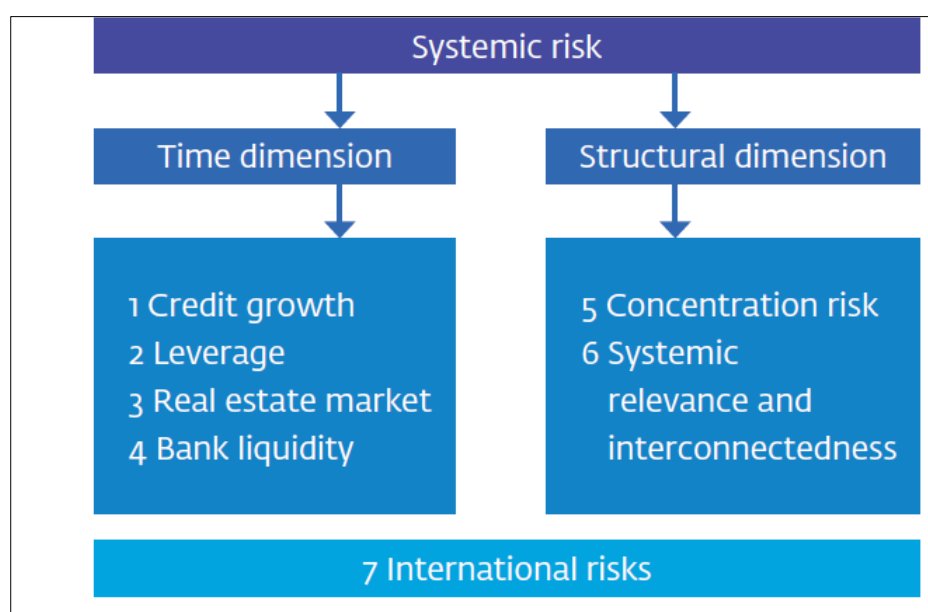 Systemic risk
Time dimension
Structural dimension
1 Credit growth
2 Leverage
3 Real estate market
4 Bank liquidity
5 Concentration risk
6 Systemic
relevance and
interconnectedness
7 International risks